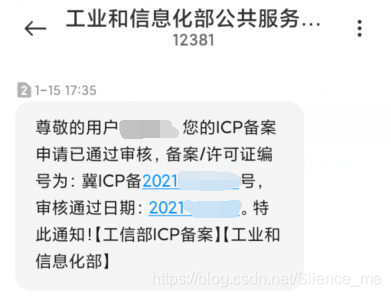 工业和信息化部公共服务...
12381
2 1-15 17:35
尊敬的用户 您的ICP备案
申请已通过审核，备案/许可证编
号为: 冀ICP备2021 号，
审核通过日期: 2021 。特
此通知!【工信部ICP备案】【工业和
信息化部】
https://blog.csdn.net/Silence_me